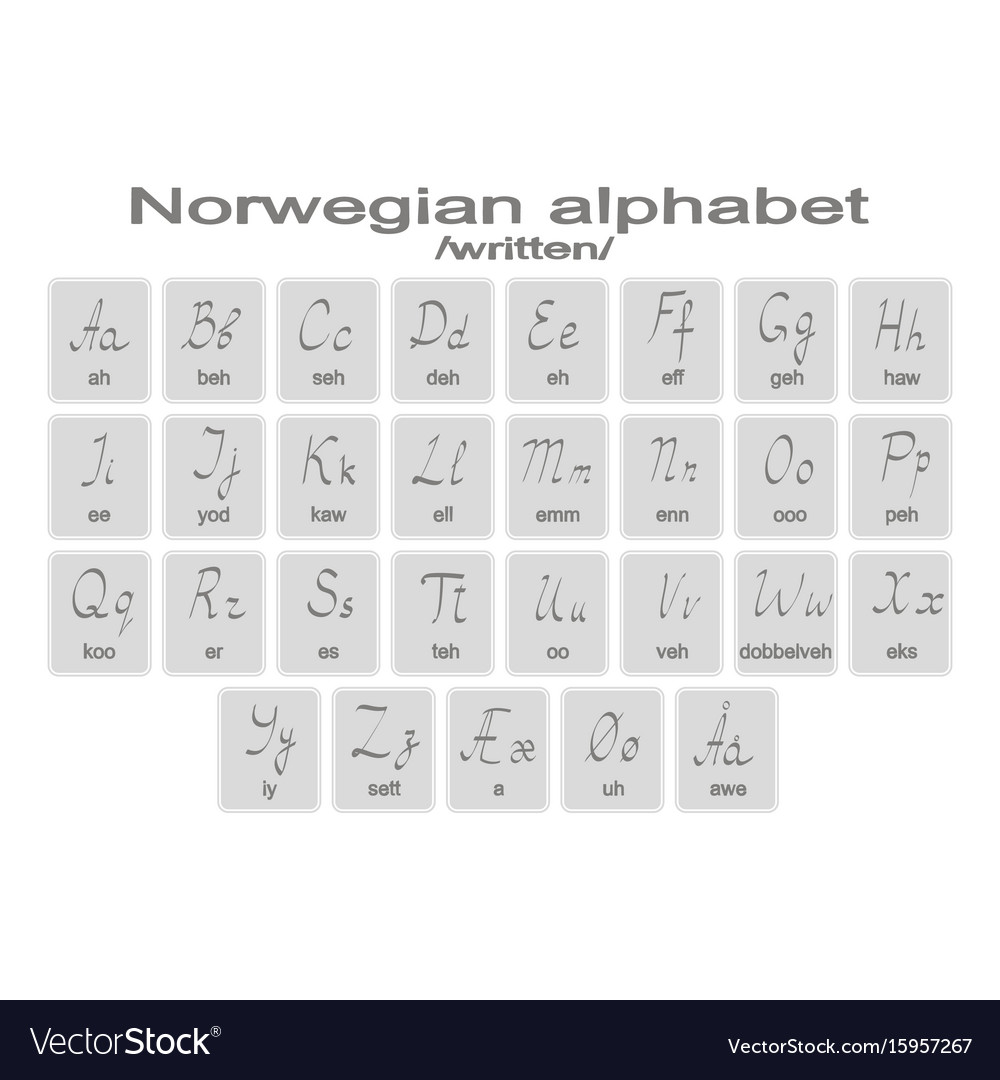 Norwegian alphabet
/written/
Aa Bb Cc Dd Ee Ff Gg Hh
ah beh seh deh eh eff geh haw
Ii Jj Kk Ll Mm Nn Oo Pp
ee yod kaw ell emm enn ooo peh
Qq Rr Ss Tt Uu Vv Ww Xx
koo er es teh oo veh dobbelveh eks
Yy Zz Ææ Øø Åå
iy sett a uh awe
VectorStock®
VectorStock.com/15957267